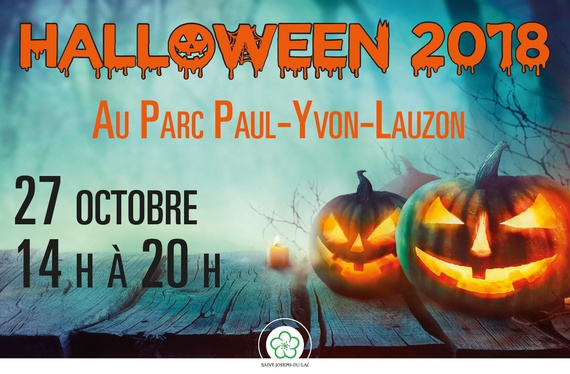 HALLOWEEN 2018
AU PARC PAUL-YVON-LAUZON
27 OCTOBRE
14 H À 20 H
SAINT-JOSEPH-DU-LAC